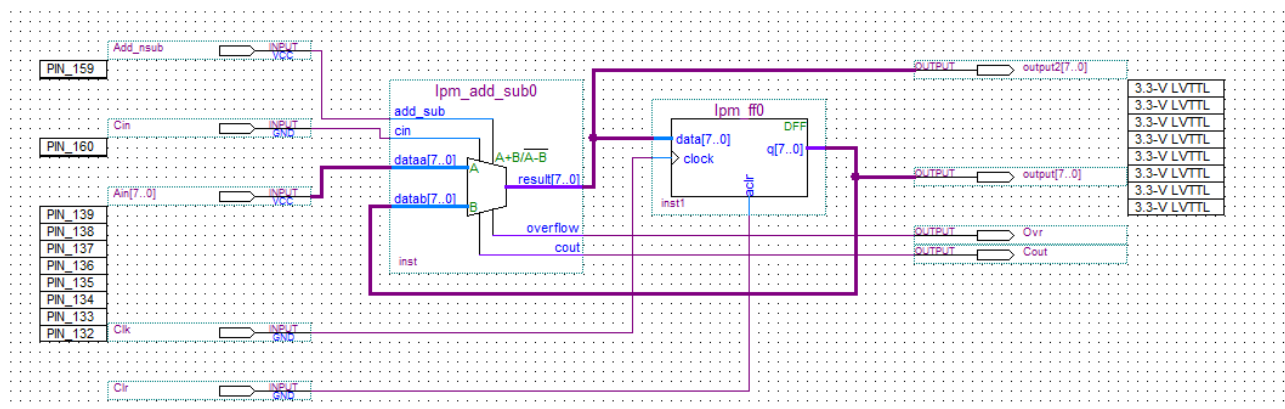 Add_nsub
INPUT
VCC
PIN_159
Cin
INPUT
GND
PIN_160
Ain[7..0]
INPUT
VCC
PIN_139
PIN_138
PIN_137
PIN_136
PIN_135
PIN_134
PIN_133
PIN_132
Clk
INPUT
GND
Clr
INPUT
GND
lpm_add_sub0
add_sub
cin
A+B/A-B
dataa[7..0]
A
result[7..0]
datab[7..0]
B
overflow
cout
inst
lpm_ff0
DFF
data[7..0]
q[7..0]
clock
aclr
inst1
OUTPUT
output2[7..0]
OUTPUT
output[7..0]
OUTPUT
Ovr
OUTPUT
Cout
3.3-V LVTTL
3.3-V LVTTL
3.3-V LVTTL
3.3-V LVTTL
3.3-V LVTTL
3.3-V LVTTL
3.3-V LVTTL
3.3-V LVTTL